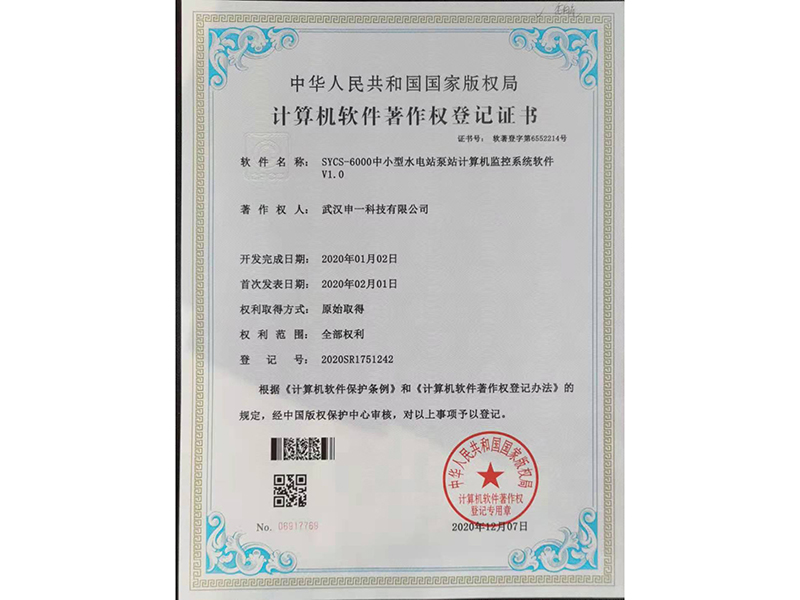 中华人民共和国国家版权局
计算机软件著作权登记证书
证书号： 软著登字第6552214号
软件名称： SYCS-6000中小型水电站泵站计算机监控系统软件
V1.0
著作权人： 武汉申一科技有限公司
开发完成日期： 2020年01月02日
首次发表日期： 2020年02月01日
权利取得方式： 原始取得
权利范围： 全部权利
登记号： 2020SR1751242
根据《计算机软件保护条例》和《计算机软件著作权登记办法》的
规定，经中国版权保护中心审核，对以上事项予以登记。
中华人民共和国国家版权局
计算机软件著作权
登记专用章
No. 06917769
2020年12月07日